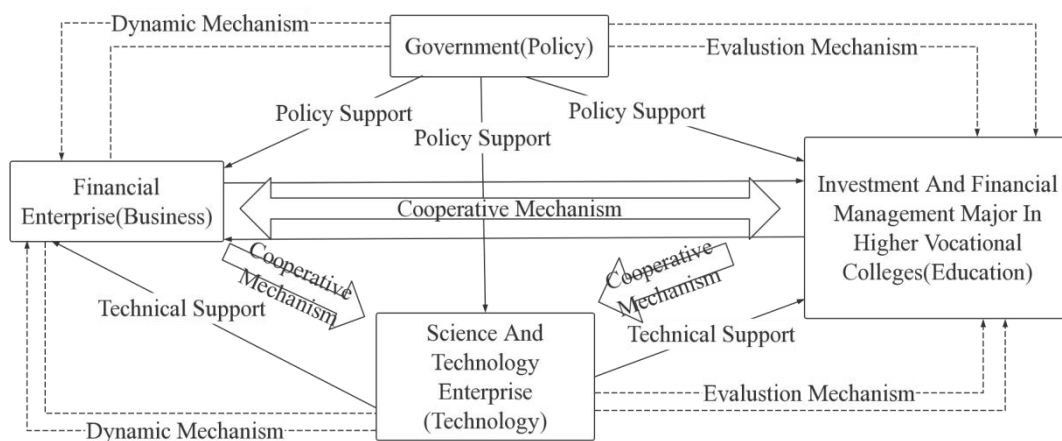 Dynamic Mechanism
Government(Policy)
Evalustion Mechanism
Policy Support
Policy Support
Policy Support
Financial
Enterprise(Business)
Cooperative Mechanism
Investment And Financial
Management Major In
Higher Vocational
Colleges(Education)
Cooperative
Mechanism
Cooperative
Mechanism
Technical Support
Science And
Technology
Enterprise
(Technology)
Technical Support
Dynamic Mechanism
Evallustion Mechanism